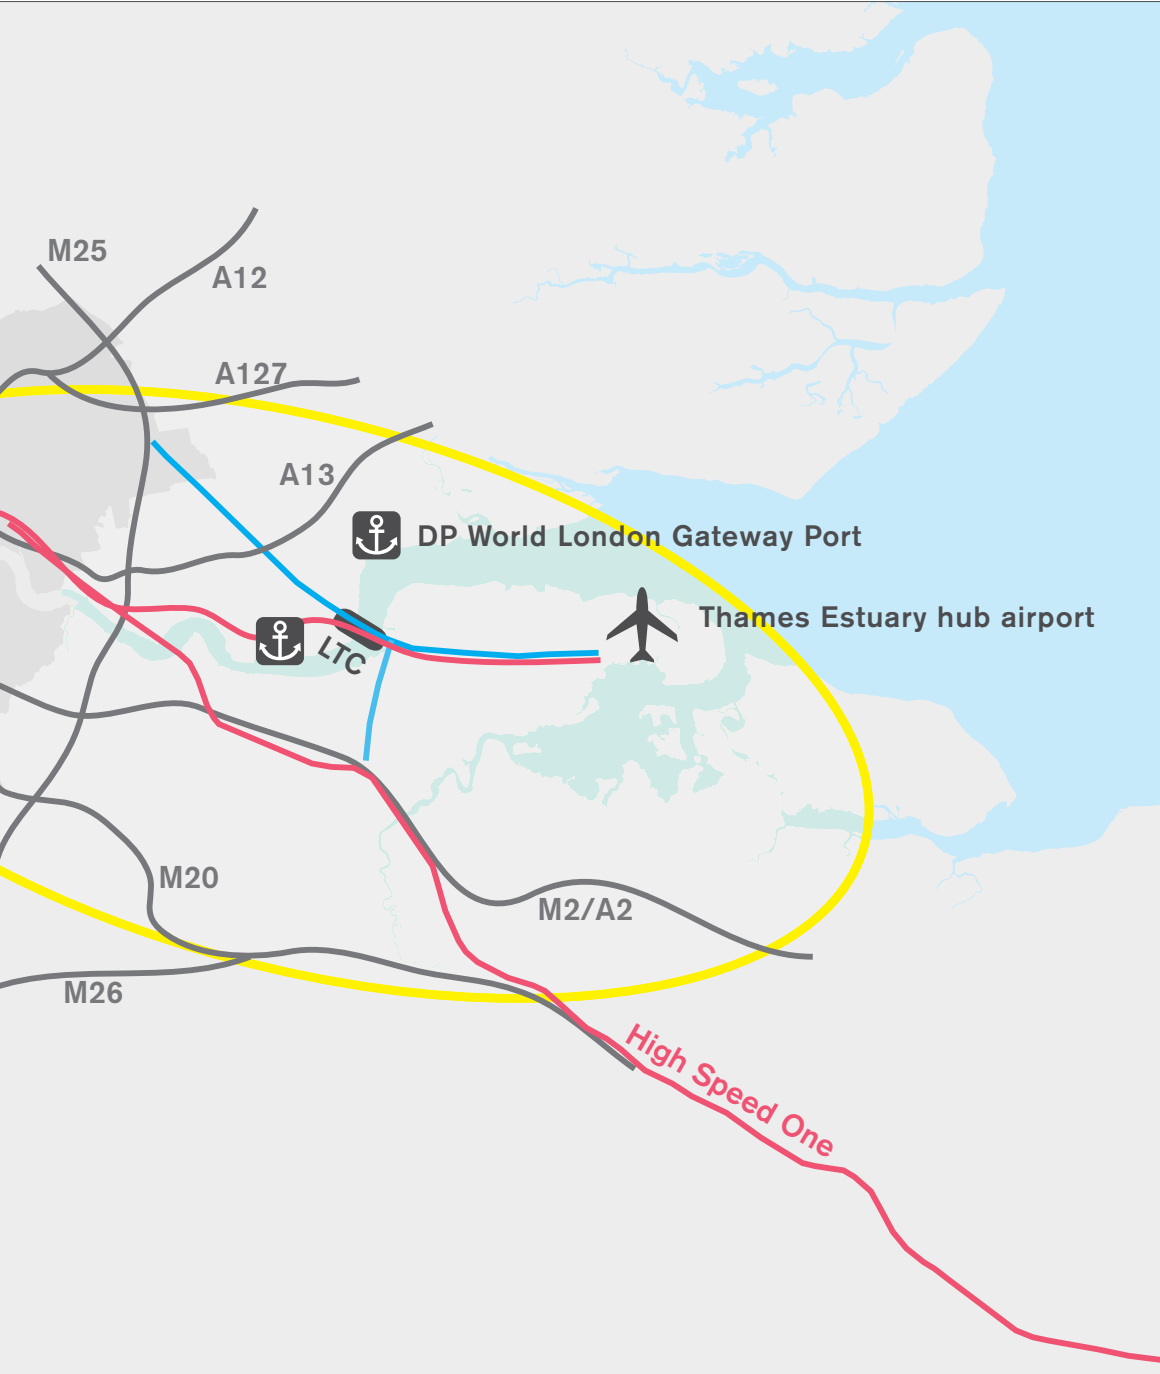 M25
A12
A127
A13
DP World London Gateway Port
Thames Estuary hub airport
LTC
M20
M2/A2
M26
High Speed One